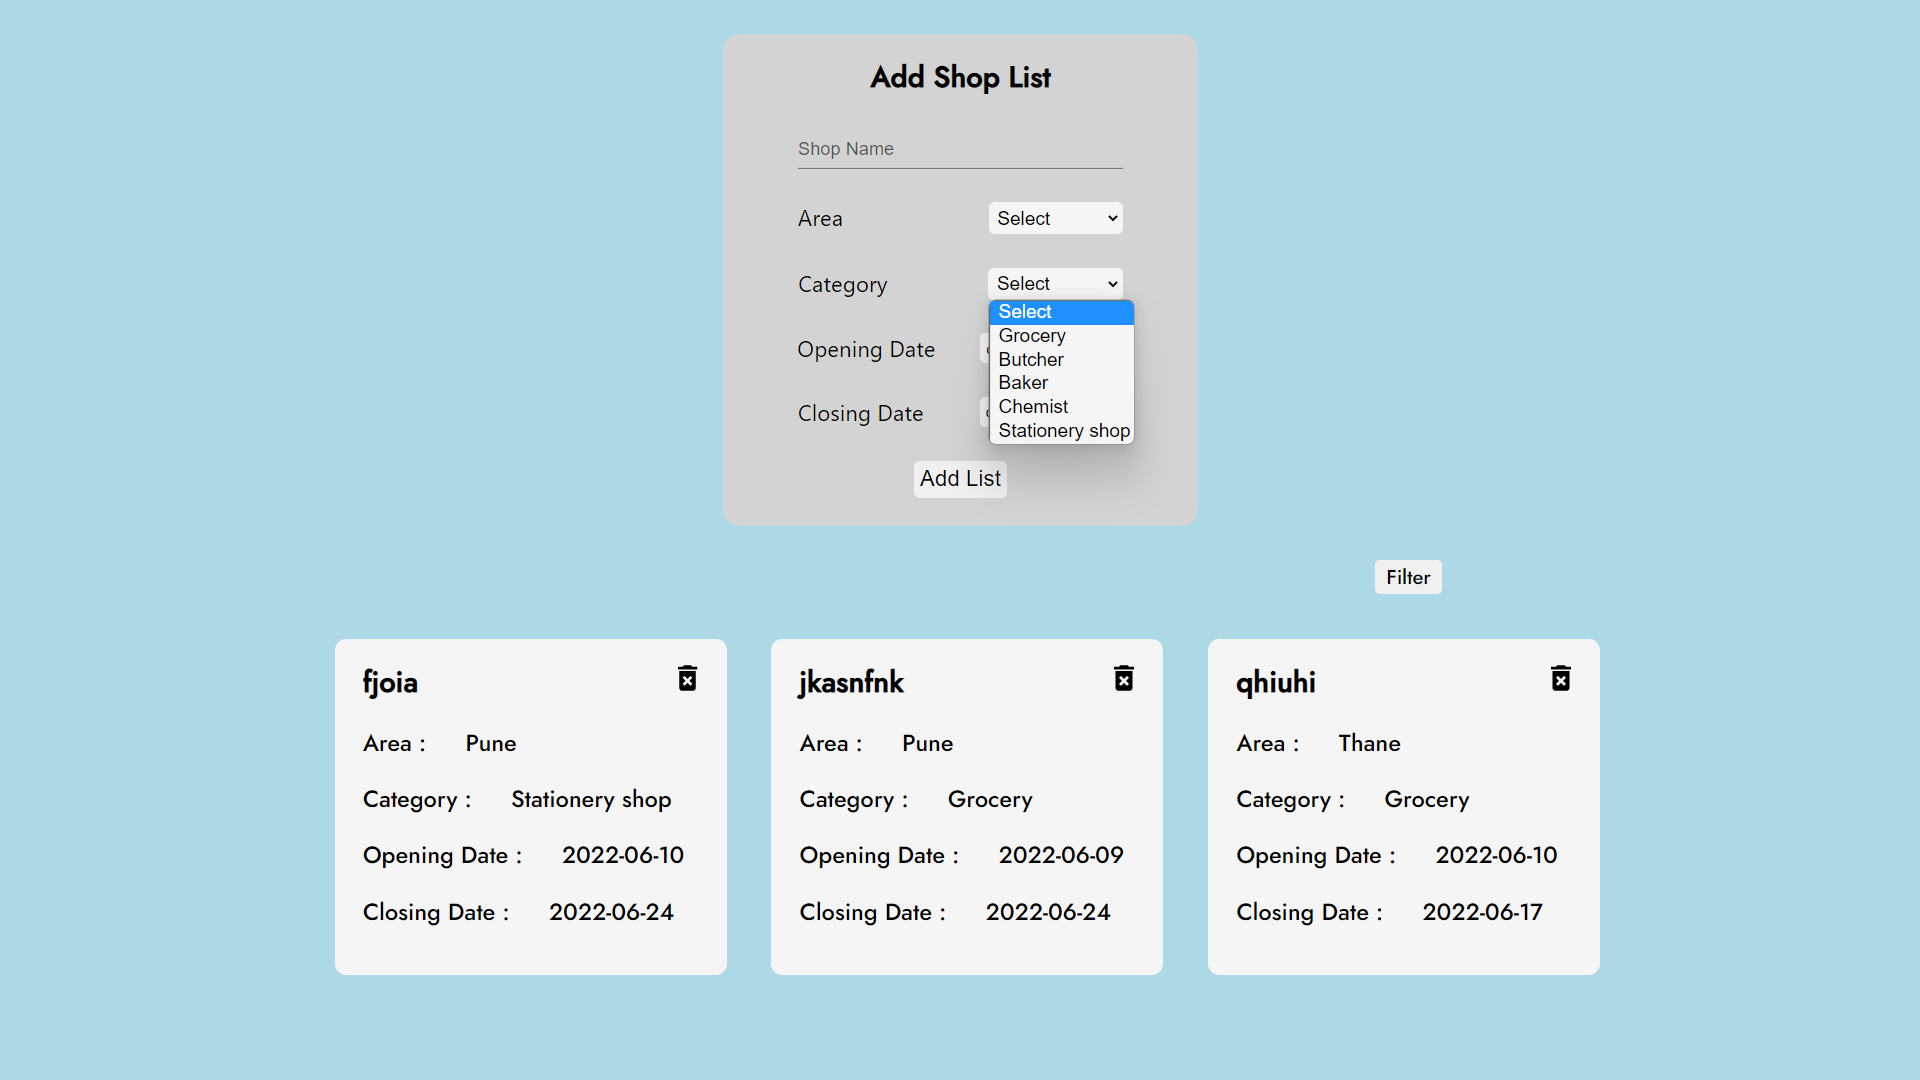 Add Shop List
Shop Name
Area Select
Category Select
Select
Grocery
Opening Date
Butcher
Baker
Chemist
Closing Date
Stationery shop
Add List
Filter
fjoia
Area : Pune
Category : Stationery shop
Opening Date : 2022-06-10
Closing Date : 2022-06-24
jkasnfnk
Area : Pune
Category : Grocery
Opening Date : 2022-06-09
Closing Date : 2022-06-24
qhiuhi
Area : Thane
Category : Grocery
Opening Date : 2022-06-10
Closing Date : 2022-06-17